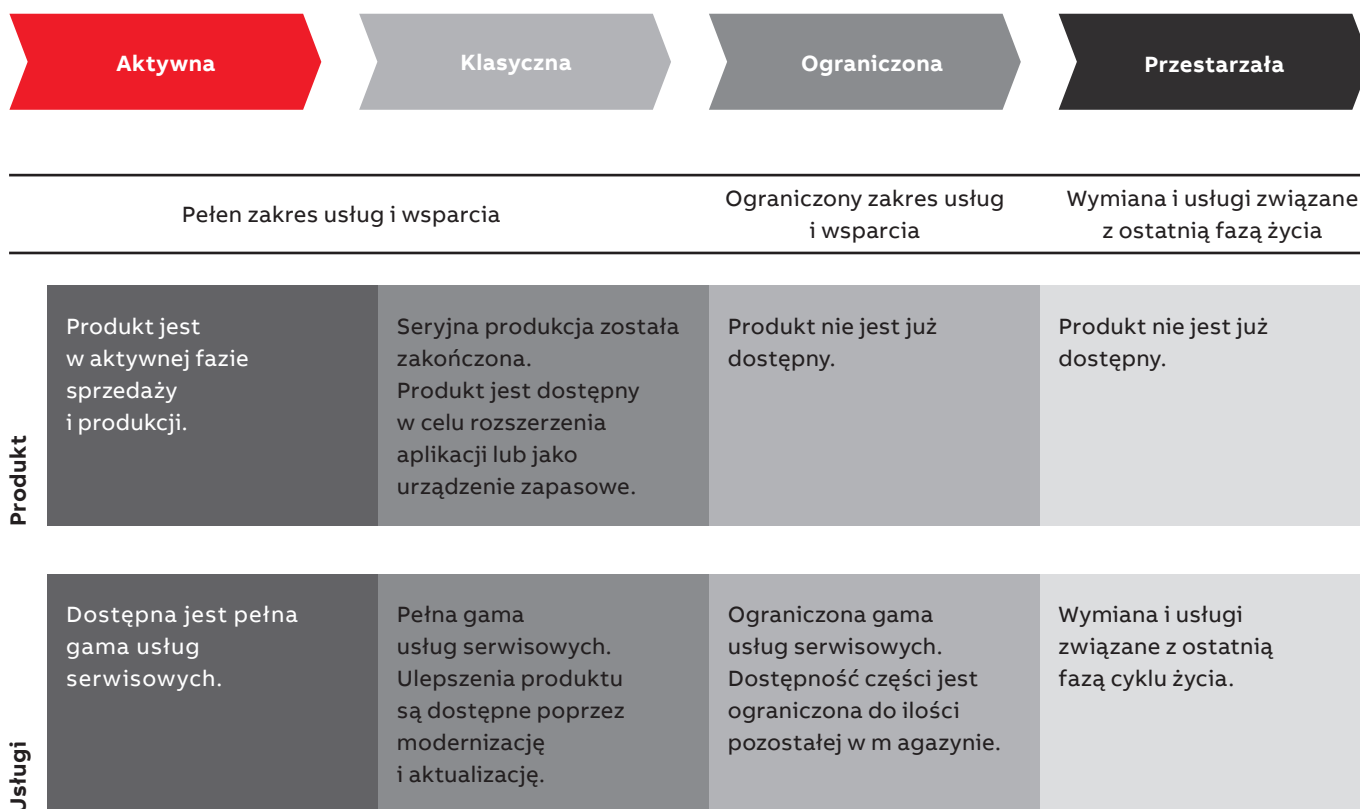 Aktywna
Klasyczna
Ograniczona
Przestarzała
Pełen zakres usług i wsparcia
Ograniczony zakres usług
i wsparcia
Wymiana i usługi związane
z ostatnią fazą życia
Produkt
Produkt jest
w aktywnej fazie
sprzedaży
i produkcji.
Seryjna produkcja została
zakończona.
Produkt jest dostępny
w celu rozszerzenia
aplikacji lub jako
urządzenie zapasowe.
Produkt nie jest już
dostępny.
Produkt nie jest już
dostępny.
Usługi
Dostępna jest pełna
gama usług
serwisowych.
Pełna gama
usług serwisowych.
Ulepszenia produktu
są dostępne poprzez
modernizację
i aktualizację.
Ograniczona gama
usług serwisowych.
Dostępność części jest
ograniczona do ilości
pozostałej w m agazynie.
Wymiana i usługi
związane z ostatnią
fazą cyklu życia.